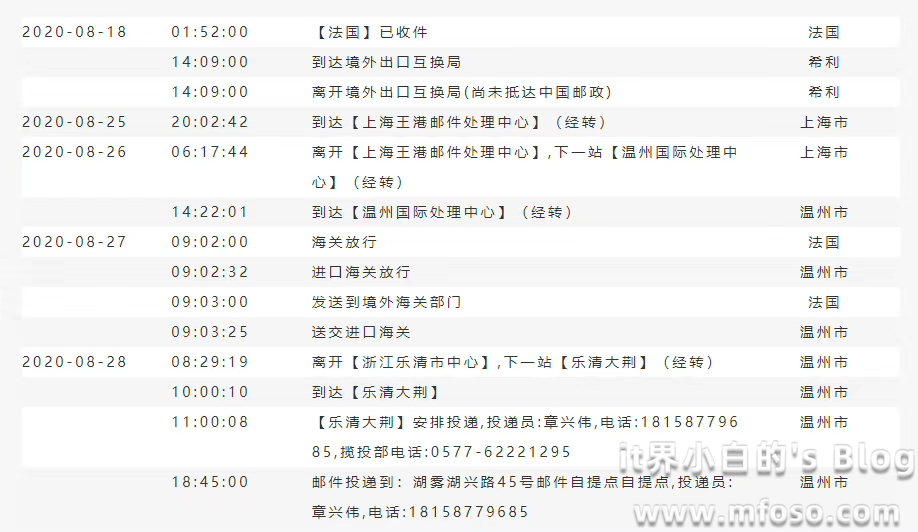 2020-08-18 01:52:00 【法国】已收件 法国
14:09:00 到达境外出口互换局 希利
14:09:00 离开境外出口互换局(尚未抵达中国邮政) 希利
2020-08-25 20:02:42 到达【上海王港邮件处理中心】（经转） 上海市
2020-08-26 06:17:44 离开【上海王港邮件处理中心】,下一站【温州国际处理中 上海市
心】（经转）
14:22:01 到达【温州国际处理中心】（经转） 温州市
2020-08-27 09:02:00 海关放行 法国
09:02:32 进口海关放行 温州市
09:03:00 发送到境外海关部门 法国
09:03:25 送交进口海关 温州市
2020-08-28 08:29:19 离开【浙江乐清市中心】,下一站【乐清大荆】（经转） 温州市
10:00:10 到达【乐清大荆】 温州市
11:00:08 【乐清大荆】安排投递,投递员:章兴伟,电话:181587796 温州市
85,揽投部电话:0577-62221295
it界小白的's Blog
18:45:00 邮件投递到：湖雾湖兴路45号邮件自提点自提点,投递员: 温州市
章兴伟,电话:18158779685
www.mfoso.com